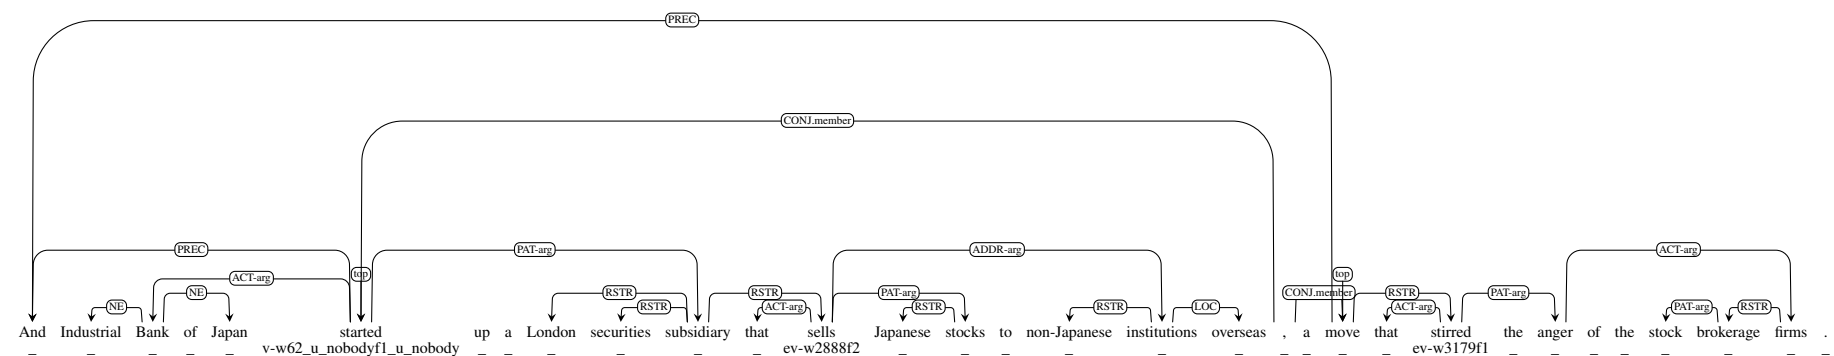 PREC
CONJ.member
PREC PAT-arg ADDR-arg ACT-arg
top top
ACT-arg
NE RSTR RSTR PAT-arg CONJ.member RSTR PAT-arg
NE RSTR ACT-arg RSTR RSTR LOC ACT-arg PAT-arg RSTR
And Industrial Bank of Japan started up a London securities subsidiary that sells Japanese stocks to non-Japanese institutions overseas , a move that stirred the anger of the stock brokerage firms .
_ _ _ _ _ v-w62_u_nobodyf1_u_nobody _ _ _ _ _ _ ev-w2888f2 _ _ _ _ _ _ _ _ _ _ ev-w3179f1 _ _ _ _ _ _ _ _